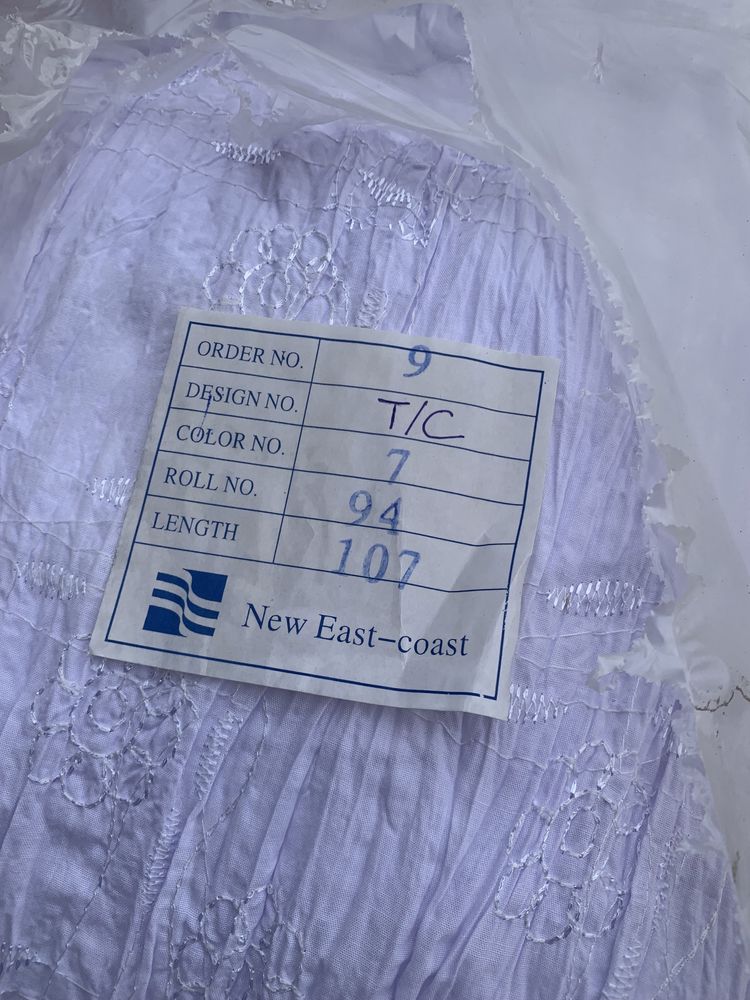 ORDER NO. 9
DESIGN NO. T/C
COLOR NO. 7
ROLL NO. 94
LENGTH 107
New East-coast